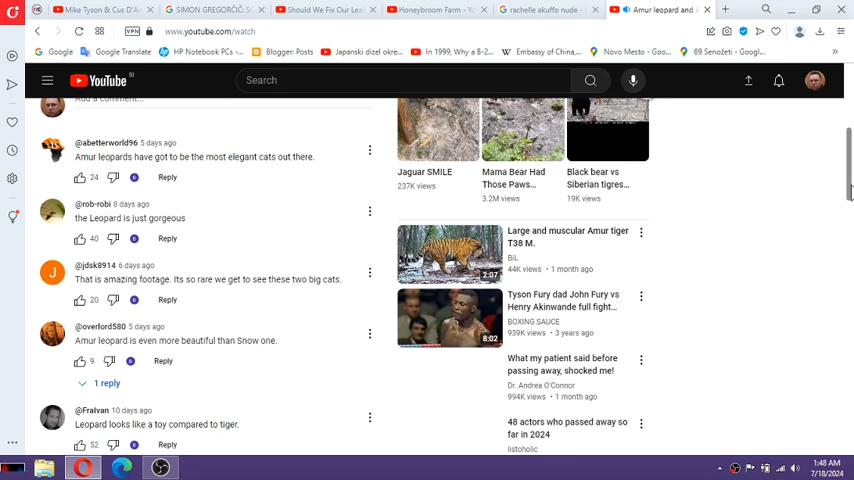 Mike Tyson & Cus D'A
SIMON GREGORČIČ: S
Should We Fix Our Le
Honeybroom Farm - Yo
rachelle akuffo nude -
Amur leopard and
VPN
www.youtube.com/watch
Google
Google Translate
HP Notebook PC's -...
Blogger: Posts
Japanski dizel okre...
In 1999, Why a B-2...
Embassy of China,...
Novo Mesto - Goo...
89 Senožeti - Googl...
YouTube SI
Search
Add a comment...
@abetterworld96 5 days ago
Amur leopards have got to be the most elegant cats out there.
24 Reply
@rob-robi 8 days ago
the Leopard is just gorgeous
40 Reply
J
@jdsk8914 6 days ago
That is amazing footage. Its so rare we get to see these two big cats.
20 Reply
@overlord580 5 days ago
Amur leopard is even more beautiful than Snow one.
9 Reply
1 reply
@FraIvan 10 days ago
Leopard looks like a toy compared to tiger.
52 Reply
Jaguar SMILE
237K views
Mama Bear Had
Those Paws...
3.2M views
Black bear vs
Siberian tigres...
19K views
2:07
Large and muscular Amur tiger
T38 M.
BiL
44K views • 1 month ago
8:02
Tyson Fury dad John Fury vs
Henry Akinwande full fight...
BOXING SAUCE
939K views • 3 years ago
What my patient said before
passing away, shocked me!
Dr. Andrea O'Connor
994K views • 1 month ago
48 actors who passed away so
far in 2024
listoholic
1:48 AM
7/18/2024